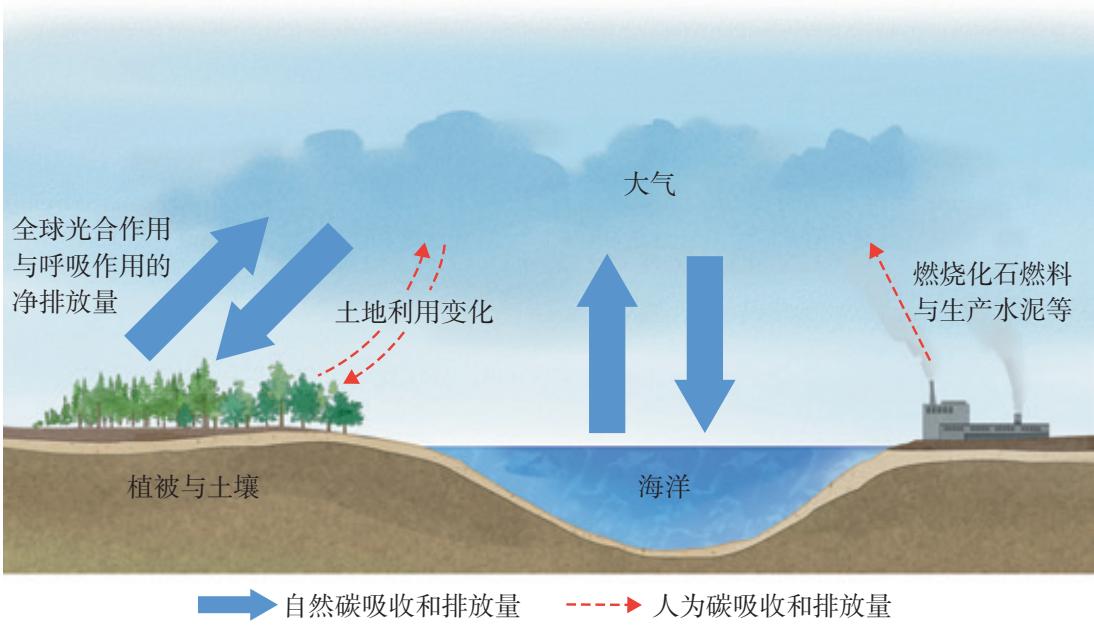 大气
全球光合作用
与呼吸作用的
净排放量
土地利用变化
燃烧化石燃料
与生产水泥等
植被与土壤
海洋
自然碳吸收和排放量
人为碳吸收和排放量